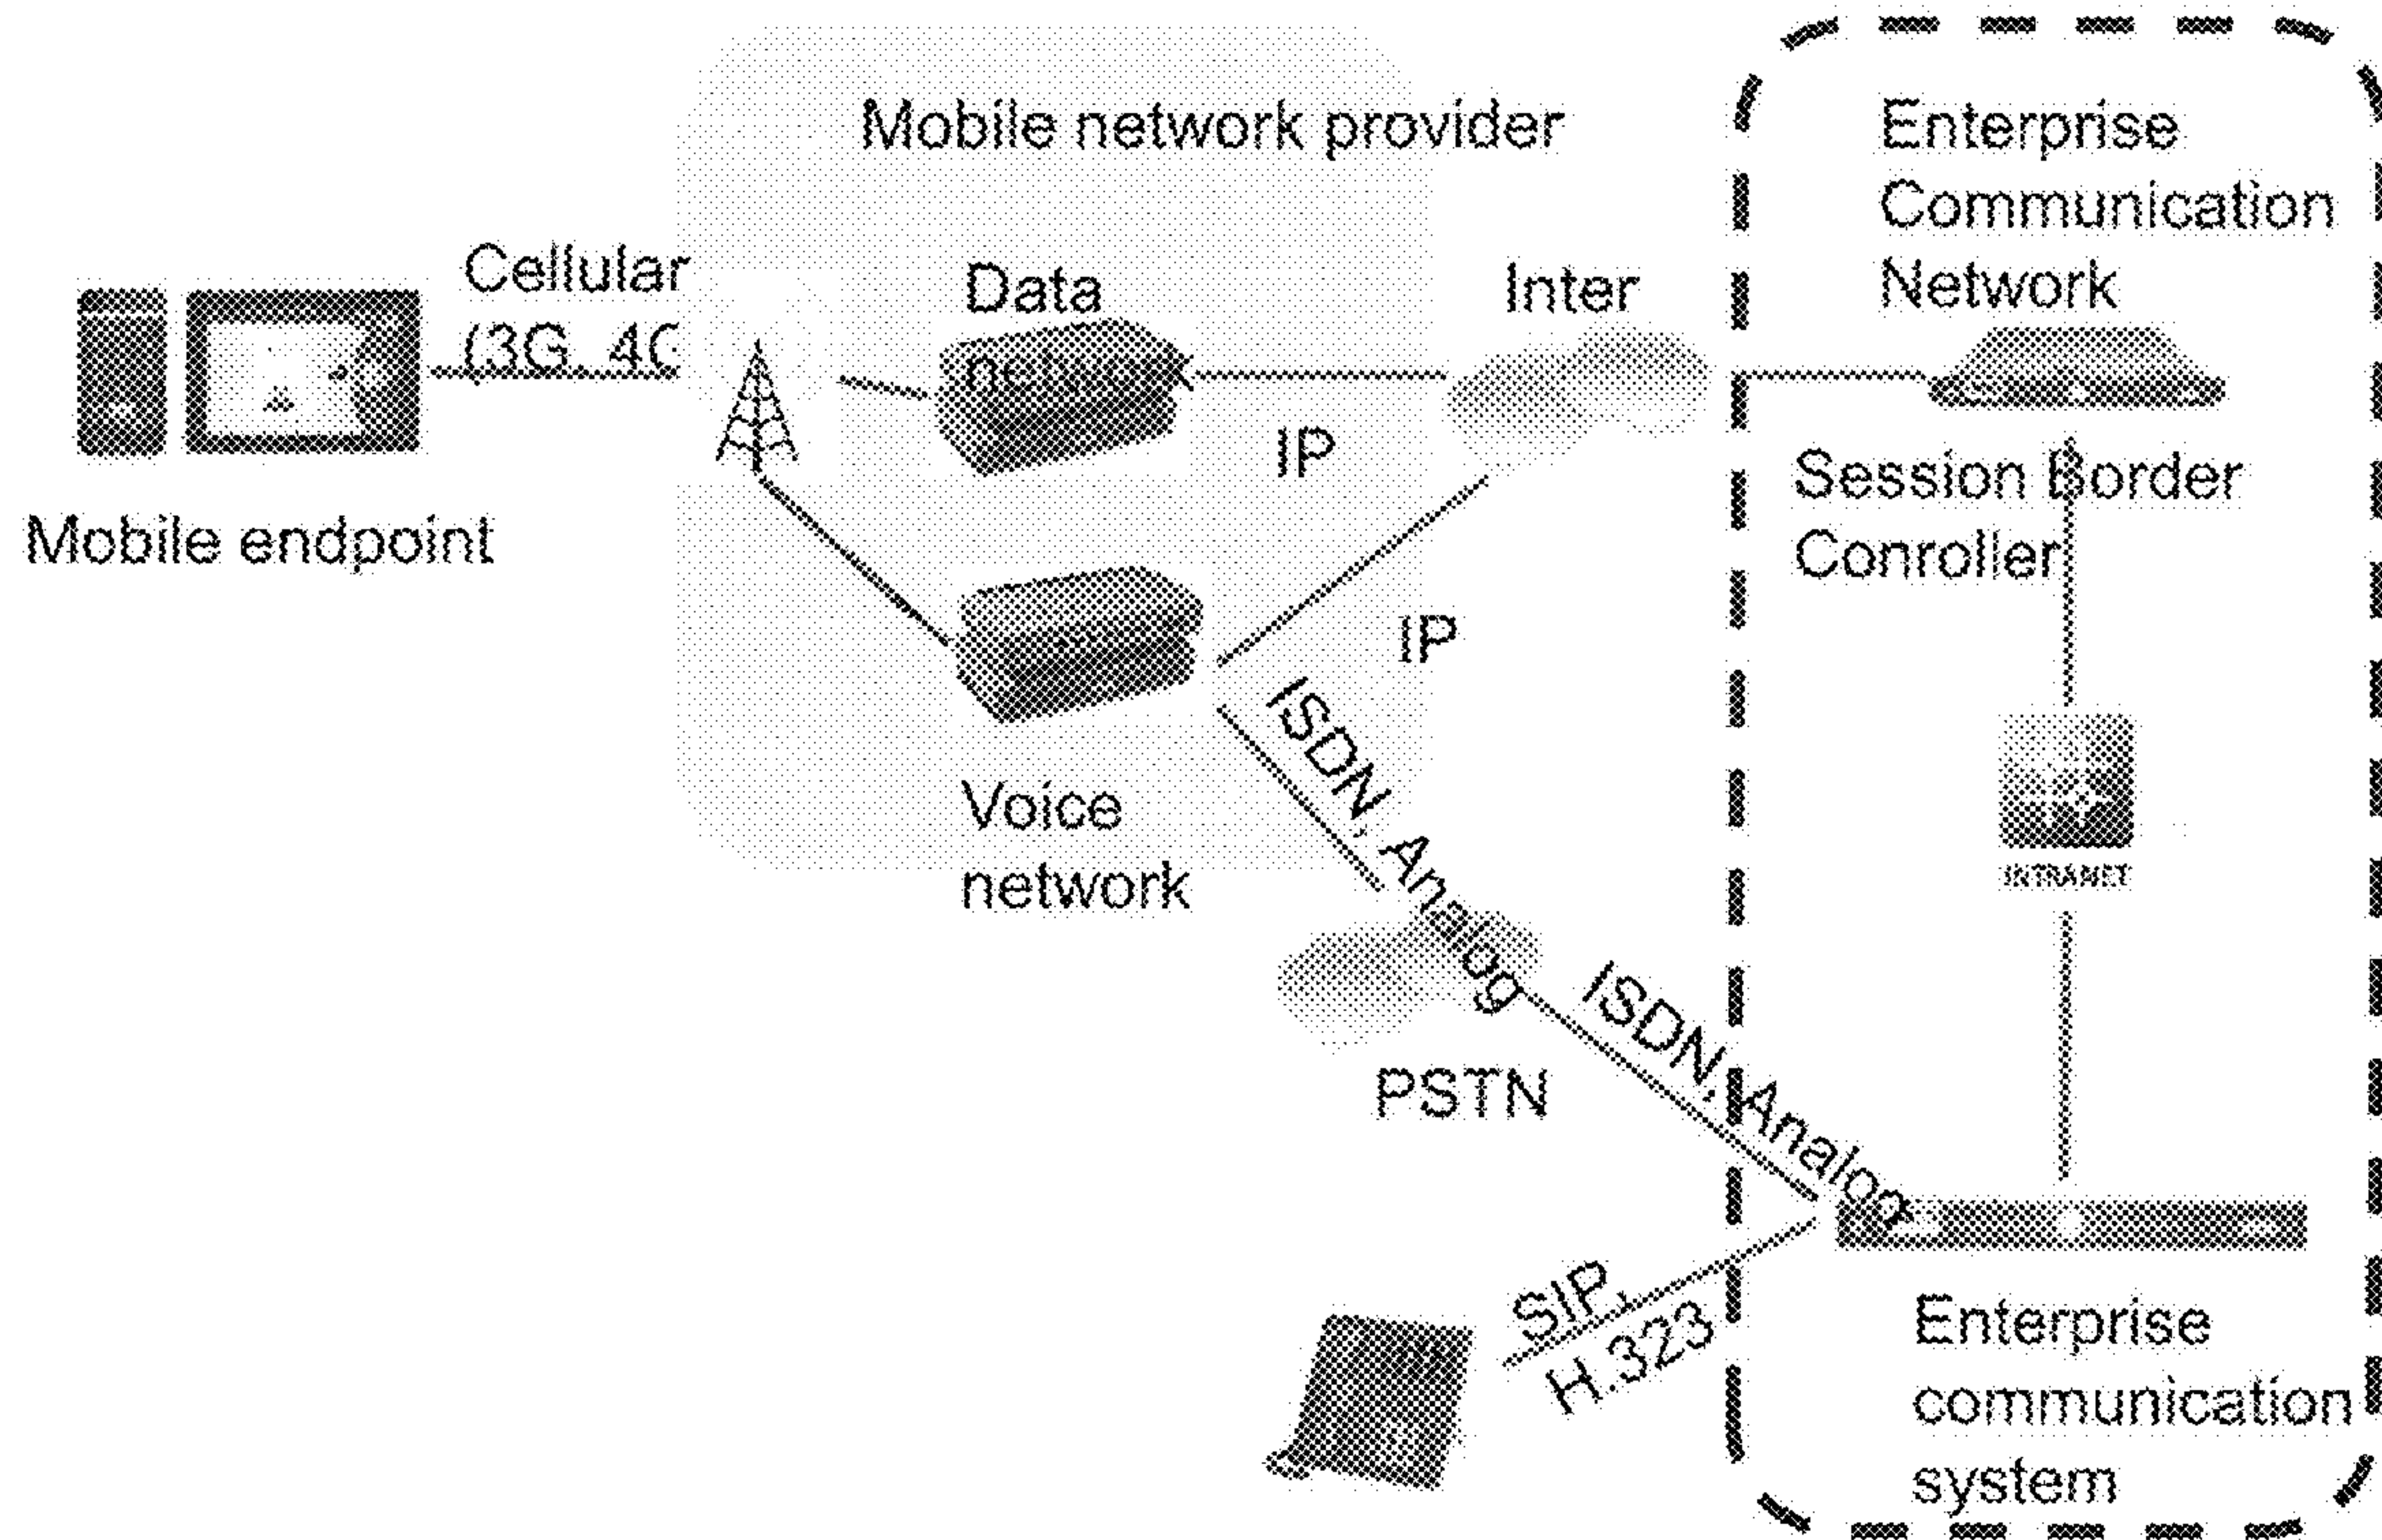 Mobile network provider
Enterprise
Communication
Network
Cellular
(3G, 4G
Data
network
Inter
IP
Mobile endpoint
Session Border
Conroller
IP
ISDN, Analog
Voice
network
INTRANET
PSTN
ISDN, Analog
SIP,
H.323
Enterprise
communication
system